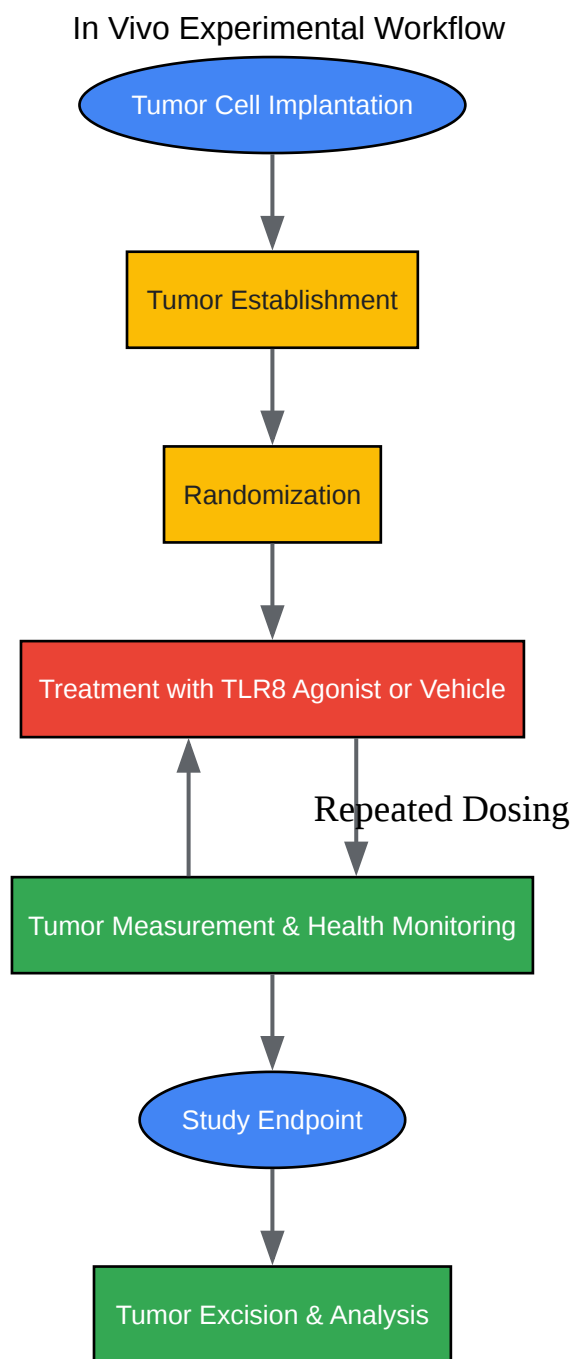 In Vivo Experimental Workflow
Tumor Cell Implantation
Tumor Establishment
Randomization
Treatment with TLR8 Agonist or Vehicle
Repeated Dosing
Tumor Measurement & Health Monitoring
Study Endpoint
Tumor Excision & Analysis